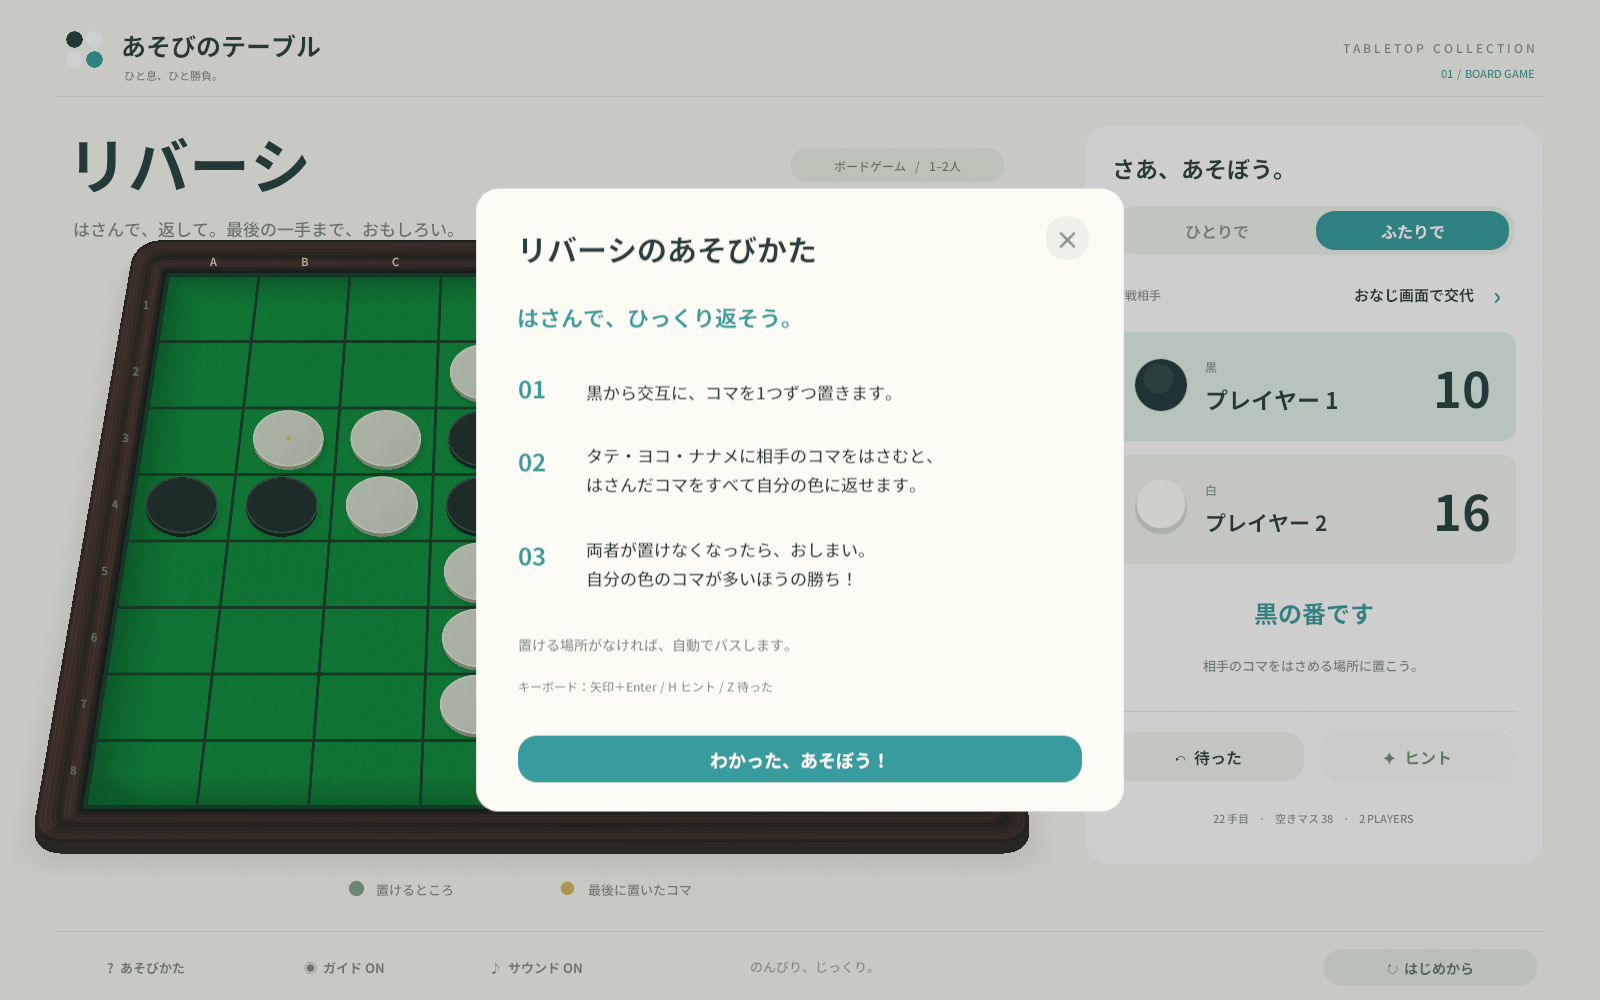 あそびのテーブル
ひと息、ひと勝負。
TABLETOP COLLECTION
01 / BOARD GAME
リバーシ
はさんで、返して。最後の一手まで、おもしろい。
ボードゲーム / 1–2人
A B C
1
2
3
4
5
6
7
8
リバーシのあそびかた
×
はさんで、ひっくり返そう。
01 黒から交互に、コマを1つずつ置きます。
02 タテ・ヨコ・ナナメに相手のコマをはさむと、
はさんだコマをすべて自分の色に返せます。
03 両者が置けなくなったら、おしまい。
自分の色のコマが多いほうの勝ち！
置ける場所がなければ、自動でパスします。
キーボード：矢印＋Enter / H ヒント / Z 待った
わかった、あそぼう！
さあ、あそぼう。
ひとりで ふたりで
戦相手 おなじ画面で交代 ›
黒
プレイヤー 1 10
白
プレイヤー 2 16
黒の番です
相手のコマをはさめる場所に置こう。
待った ヒント
22手目 · 空きマス 38 · 2 PLAYERS
置けるところ 最後に置いたコマ
? あそびかた ガイド ON ♪ サウンド ON のんびり、じっくり。 はじめから